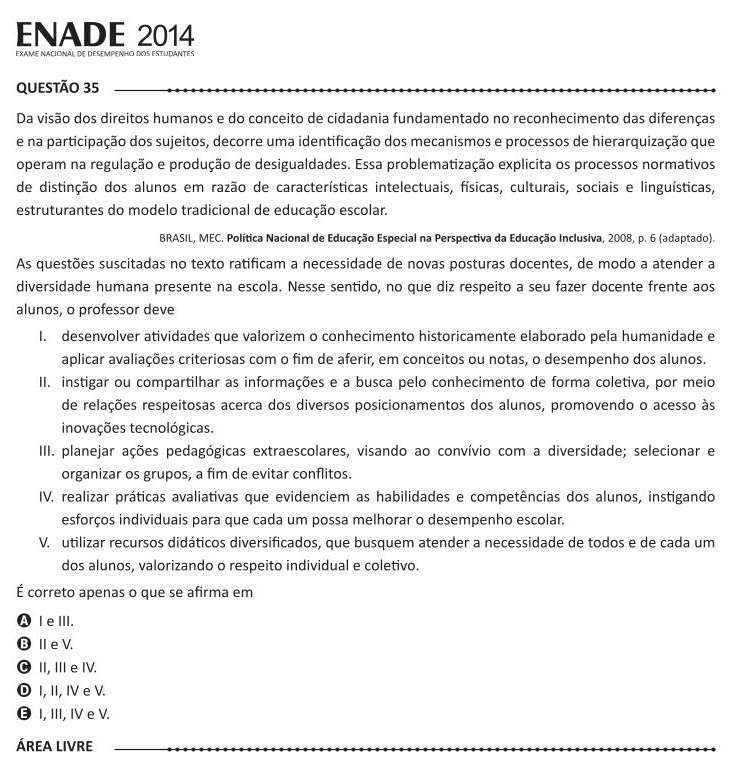 ENADE 2014
EXAME NACIONAL DE DESEMPENHO DOS ESTUDANTES
QUESTÃO 35
Da visão dos direitos humanos e do conceito de cidadania fundamentado no reconhecimento das diferenças
e na participação dos sujeitos, decorre uma identificação dos mecanismos e processos de hierarquização que
operam na regulação e produção de desigualdades. Essa problematização explicita os processos normativos
de distinção dos alunos em razão de características intelectuais, físicas, culturais, sociais e linguísticas,
estruturantes do modelo tradicional de educação escolar.
BRASIL, MEC. Política Nacional de Educação Especial na Perspectiva da Educação Inclusiva, 2008, p. 6 (adaptado).
As questões suscitadas no texto ratificam a necessidade de novas posturas docentes, de modo a atender a
diversidade humana presente na escola. Nesse sentido, no que diz respeito a seu fazer docente frente aos
alunos, o professor deve
I. desenvolver atividades que valorizem o conhecimento historicamente elaborado pela humanidade e
aplicar avaliações criteriosas com o fim de aferir, em conceitos ou notas, o desempenho dos alunos.
II. instigar ou compartilhar as informações e a busca pelo conhecimento de forma coletiva, por meio
de relações respeitosas acerca dos diversos posicionamentos dos alunos, promovendo o acesso às
inovações tecnológicas.
III. planejar ações pedagógicas extraescolares, visando ao convívio com a diversidade; selecionar e
organizar os grupos, a fim de evitar conflitos.
IV. realizar práticas avaliativas que evidenciem as habilidades e competências dos alunos, instigando
esforços individuais para que cada um possa melhorar o desempenho escolar.
V. utilizar recursos didáticos diversificados, que busquem atender a necessidade de todos e de cada um
dos alunos, valorizando o respeito individual e coletivo.
É correto apenas o que se afirma em
A I e III.
B II e V.
C II, III e IV.
D I, II, IV e V.
E I, III, IV e V.
ÁREA LIVRE